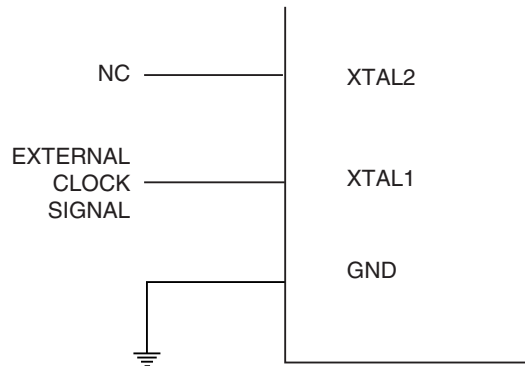 NC
XTAL2
EXTERNAL
CLOCK
SIGNAL
XTAL1
GND